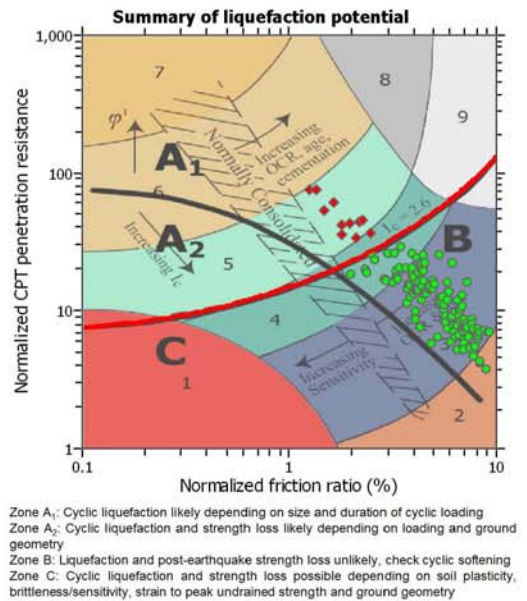 Summary of liquefaction potential
1,000
7
8
9
φ'
A1
Normally Consolidated
Increasing
OCR, age,
cementation
100
6
A2
Increasing Ic
5
Ic = 2.6
B
10
4
C
1
Increasing
Sensitivity
3
2
1
0.1
1
10
Normalized CPT penetration resistance
Normalized friction ratio (%)
Zone A1: Cyclic liquefaction likely depending on size and duration of cyclic loading
Zone A2: Cyclic liquefaction and strength loss likely depending on loading and ground
geometry
Zone B: Liquefaction and post-earthquake strength loss unlikely, check cyclic softening
Zone C: Cyclic liquefaction and strength loss possible depending on soil plasticity,
brittleness/sensitivity, strain to peak undrained strength and ground geometry